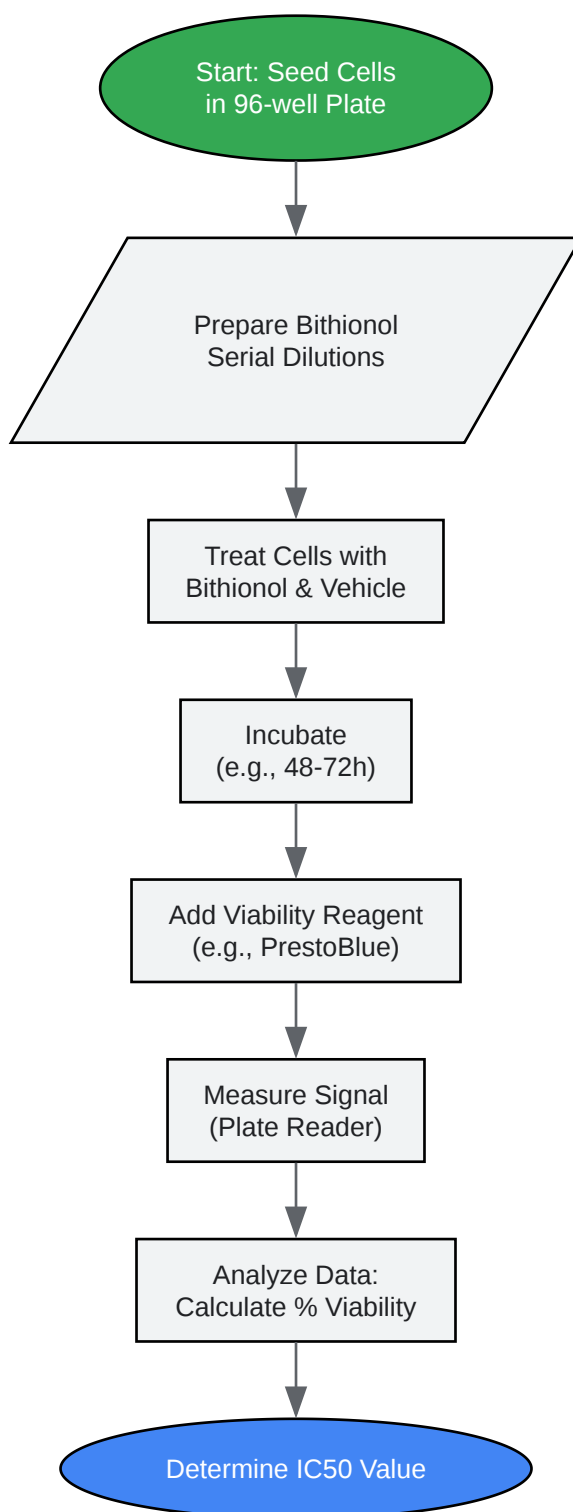 Start: Seed Cells
in 96-well Plate
Prepare Bithionol
Serial Dilutions
Treat Cells with
Bithionol & Vehicle
Incubate
(e.g., 48-72h)
Add Viability Reagent
(e.g., PrestoBlue)
Measure Signal
(Plate Reader)
Analyze Data:
Calculate % Viability
Determine IC50 Value